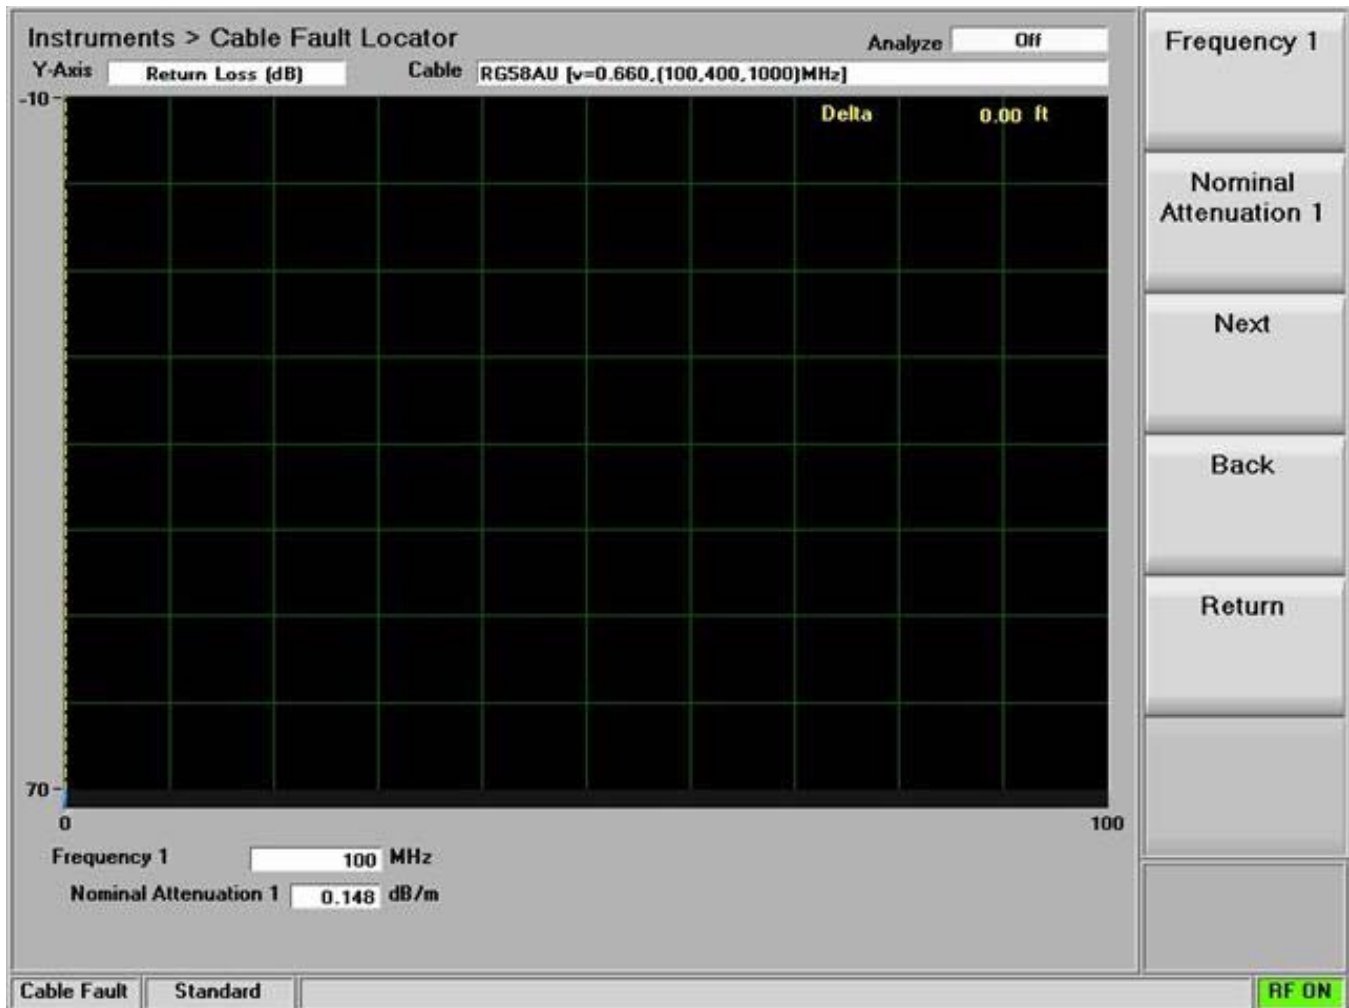 Instruments > Cable Fault Locator
Analyze Off
Y-Axis Return Loss (dB) Cable RG58AU [v=0.660,(100,400,1000)MHz]
-10
Delta 0.00 ft
70
0 100
Frequency 1 100 MHz
Nominal Attenuation 1 0.148 dB/m
Frequency 1
Nominal
Attenuation 1
Next
Back
Return
Cable Fault Standard RF ON